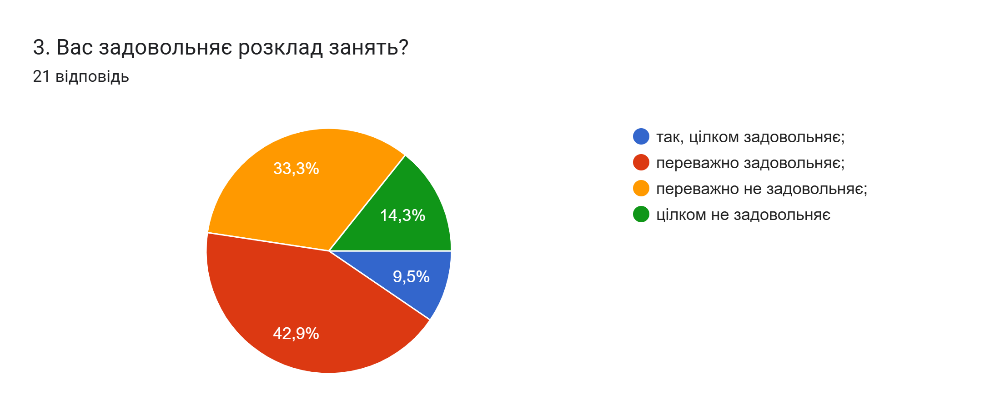 3. Вас задовольняє розклад занять?
21 відповідь
33,3%
14,3%
9,5%
42,9%
так, цілком задовольняє;
переважно задовольняє;
переважно не задовольняє;
цілком не задовольняє